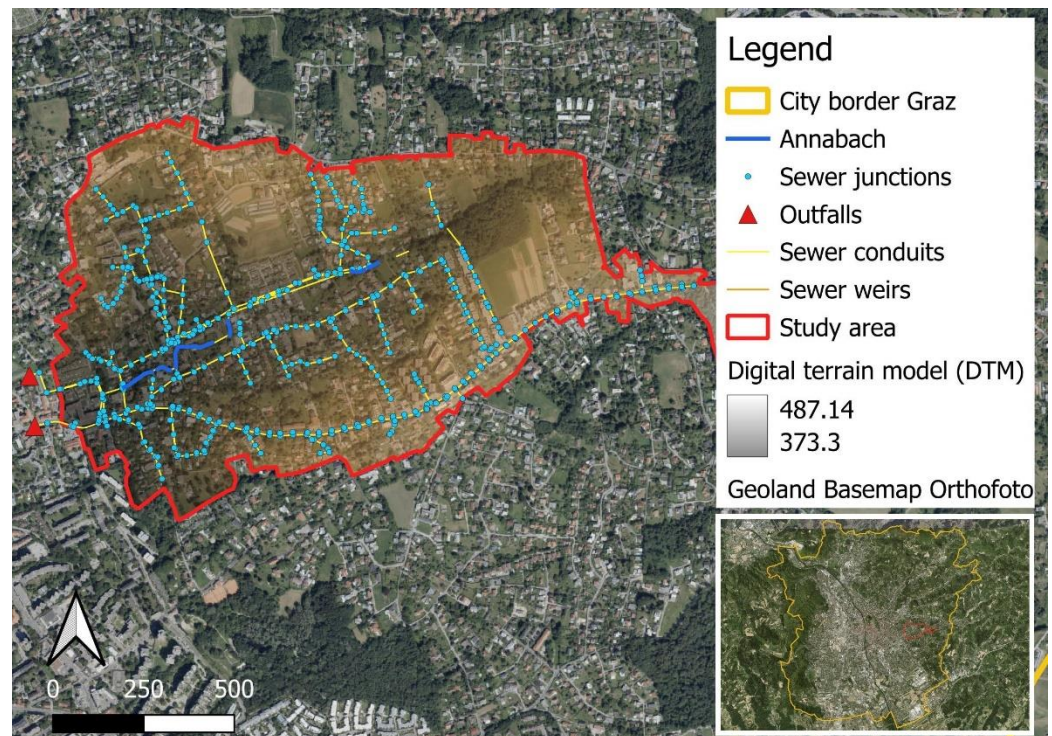 Legend
City border Graz
Annabach
Sewer junctions
Outfalls
Sewer conduits
Sewer weirs
Study area
Digital terrain model (DTM)
487.14
373.3
Geoland Basemap Orthofoto
0 250 500